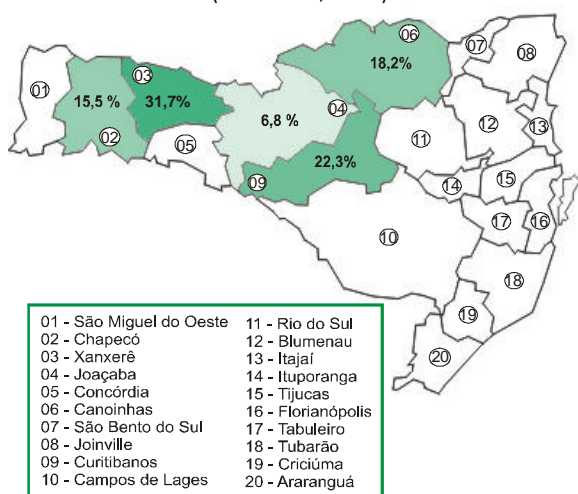 06
07
08
18,2%
03
01
15,5 %
31,7%
04
6,8 %
12
13
02
05
11
22,3%
09
14
15
17
16
10
18
19
20
01 - São Miguel do Oeste
02 - Chapecó
03 - Xanxerê
04 - Joaçaba
05 - Concórdia
06 - Canoinhas
07 - São Bento do Sul
08 - Joinville
09 - Curitibanos
10 - Campos de Lages
11 - Rio do Sul
12 - Blumenau
13 - Itajaí
14 - Ituporanga
15 - Tijucas
16 - Florianópolis
17 - Tabuleiro
18 - Tubarão
19 - Criciúma
20 - Araranguá